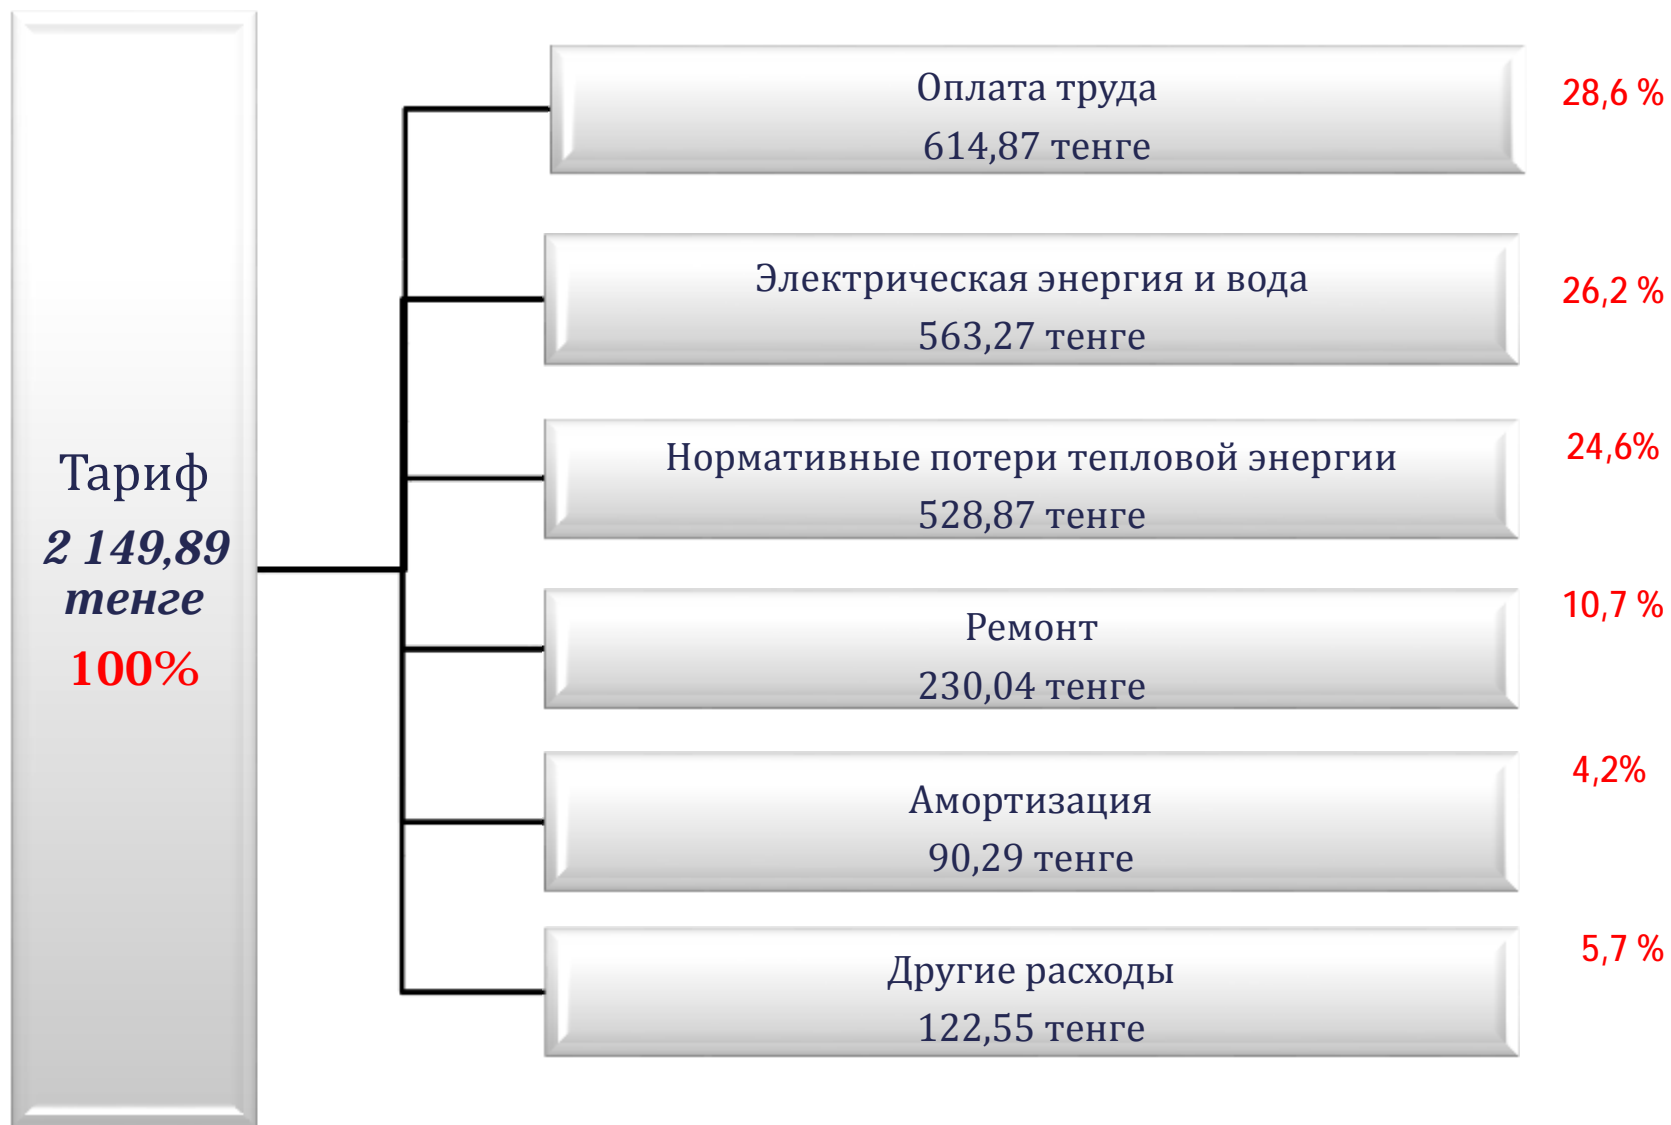 Тариф
2 149,89
тенге
100%
Оплата труда
614,87 тенге
28,6 %
Электрическая энергия и вода
563,27 тенге
26,2 %
Нормативные потери тепловой энергии
528,87 тенге
24,6%
Ремонт
230,04 тенге
10,7 %
Амортизация
90,29 тенге
4,2%
Другие расходы
122,55 тенге
5,7 %